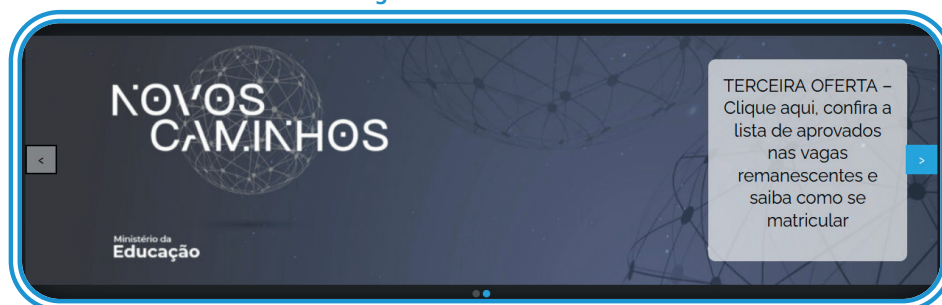 NOVOS
CAMINHOS
Ministério da
Educação
<
TERCEIRA OFERTA –
Clique aqui, confira a
lista de aprovados
nas vagas
remanescentes e
saiba como se
matricular
>